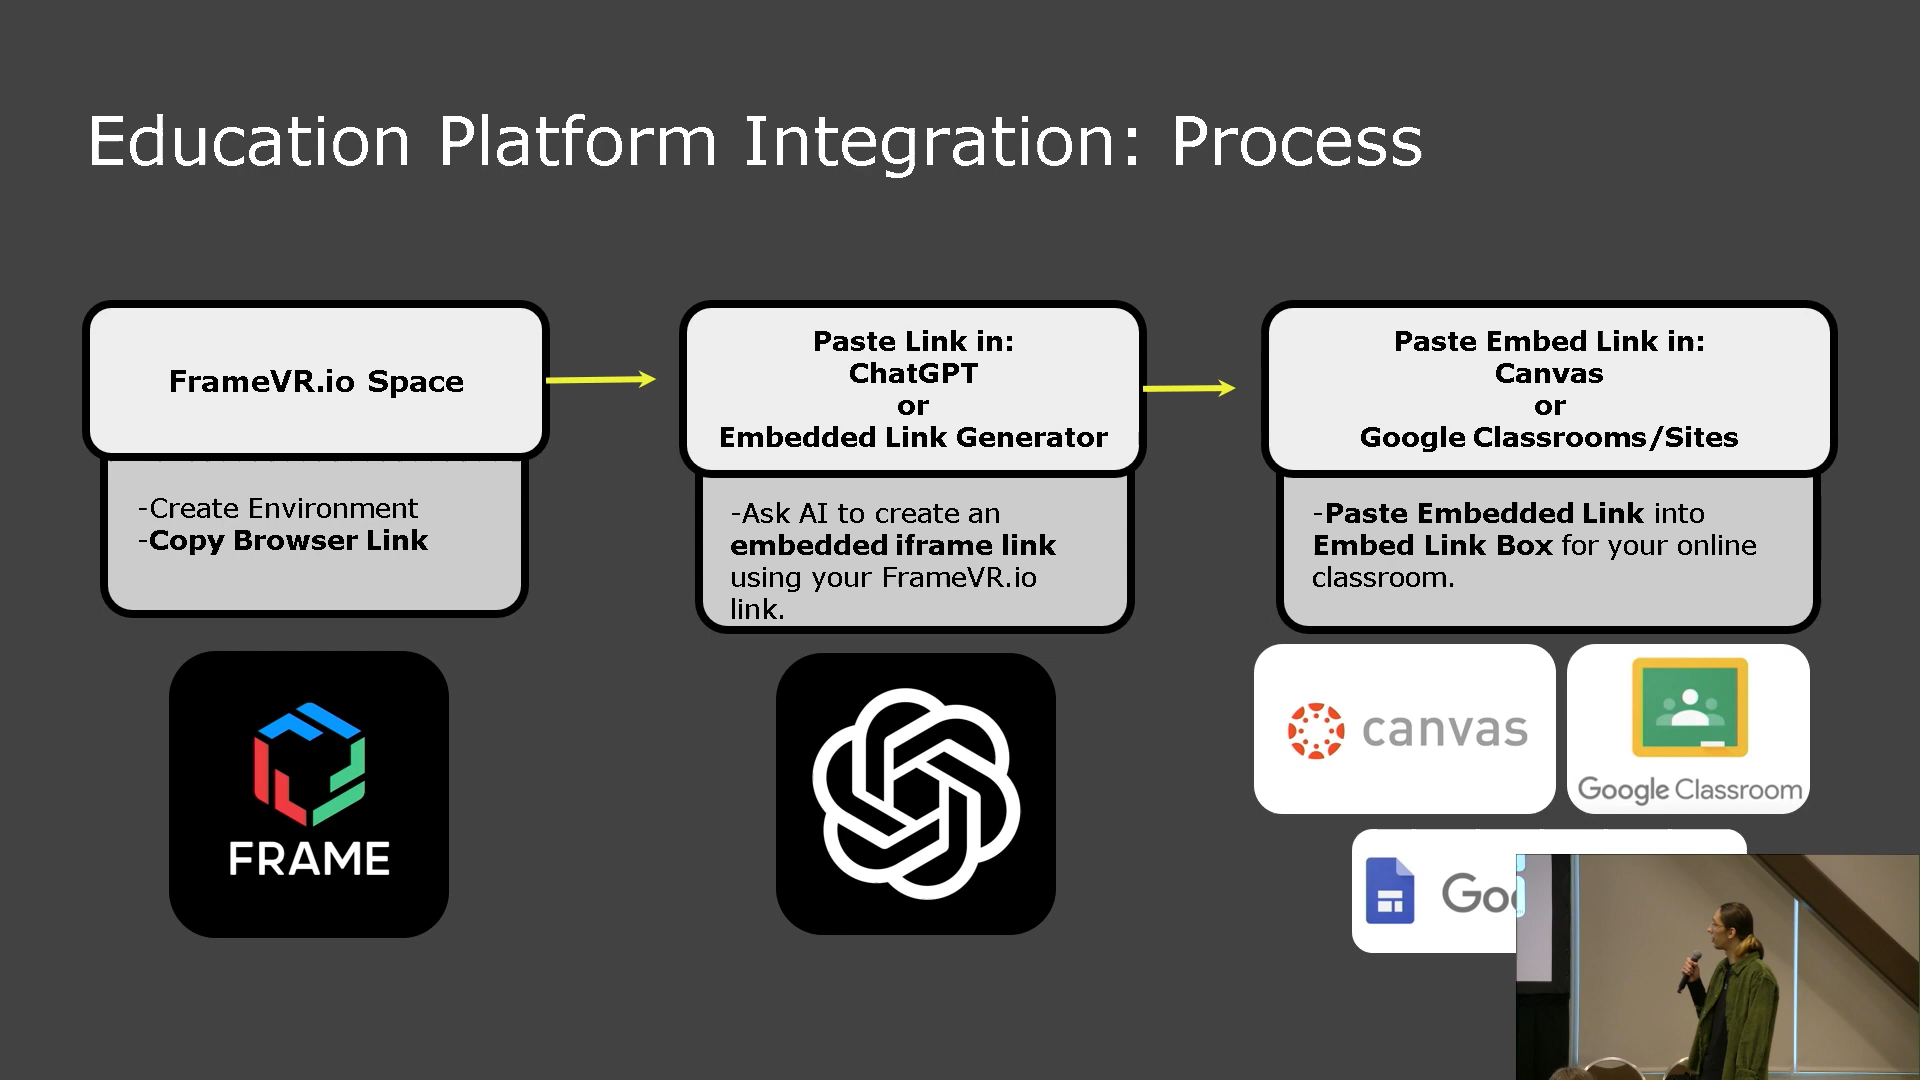 Education Platform Integration: Process
FrameVR.io Space
-Create Environment
-Copy Browser Link
FRAME
Paste Link in:
ChatGPT
or
Embedded Link Generator
-Ask AI to create an
embedded iframe link
using your FrameVR.io
link.
Paste Embed Link in:
Canvas
or
Google Classrooms/Sites
-Paste Embedded Link into
Embed Link Box for your online
classroom.
canvas
Google Classroom